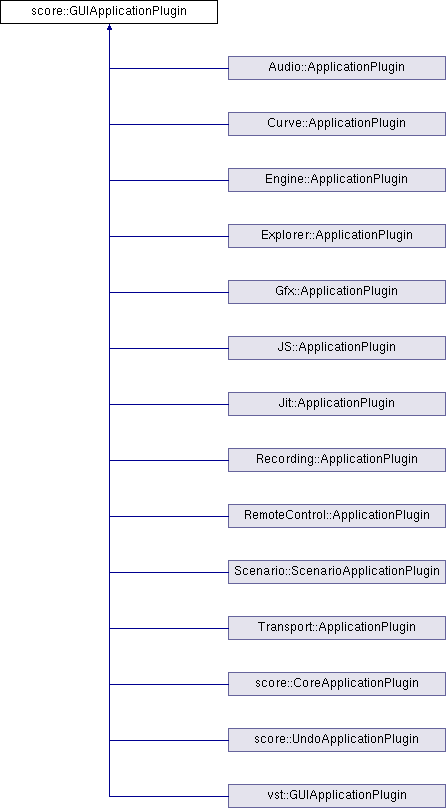 score::GUIApplicationPlugin
Audio::ApplicationPlugin
Curve::ApplicationPlugin
Engine::ApplicationPlugin
Explorer::ApplicationPlugin
Gfx::ApplicationPlugin
JS::ApplicationPlugin
Jit::ApplicationPlugin
Recording::ApplicationPlugin
RemoteControl::ApplicationPlugin
Scenario::ScenarioApplicationPlugin
Transport::ApplicationPlugin
score::CoreApplicationPlugin
score::UndoApplicationPlugin
vst::GUIApplicationPlugin